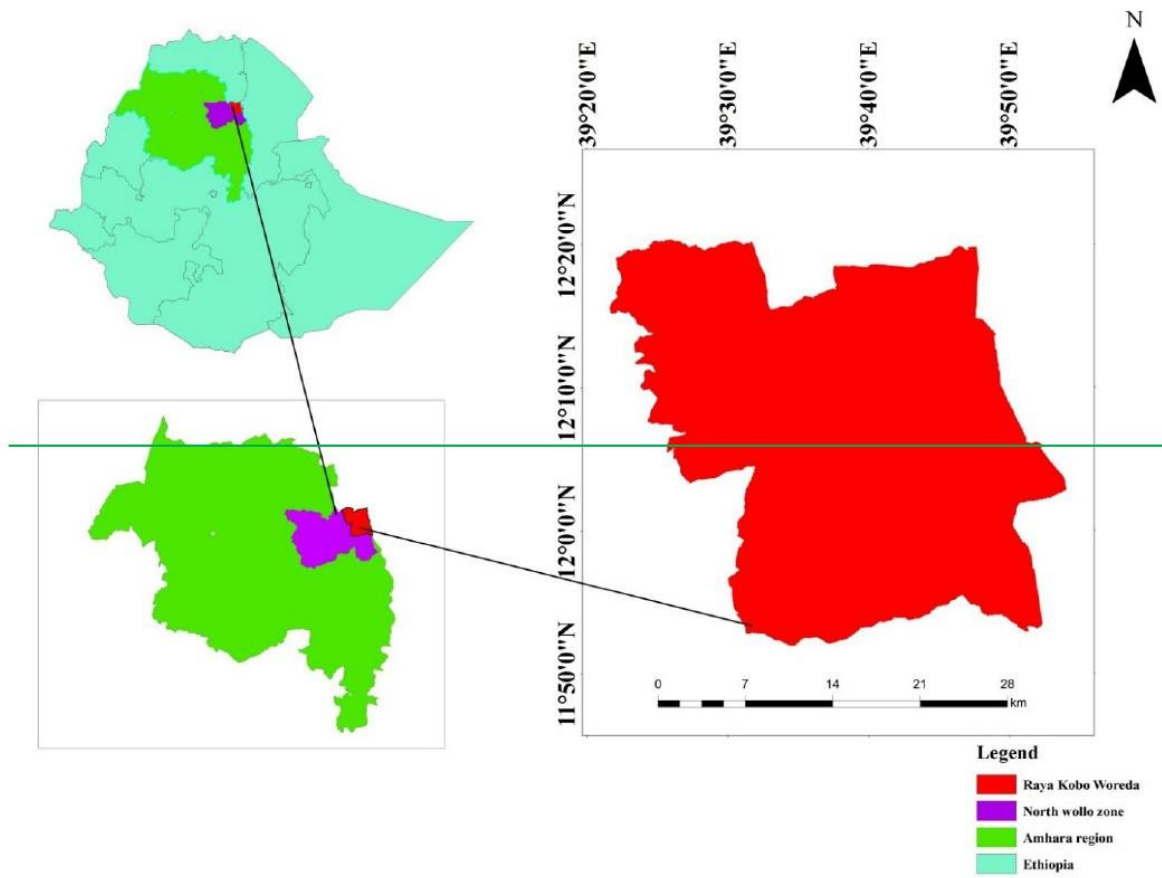 N
39°20'0"E
39°30'0"E
39°40'0"E
39°50'0"E
12°20'0"N
12°10'0"N
12°0'0"N
11°50'0"N
0 7 14 21 28
km
Legend
Raya Kobo Woreda
North wollo zone
Amhara region
Ethiopia